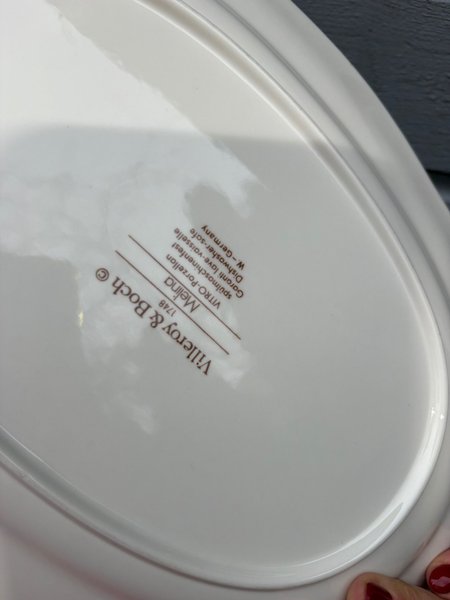 Villeroy & Boch ©
1748
Melina
VITRO-Porzellan
spülmaschinenfest
Garanti lave-vaisselle
Dishwasher-safe
W.-Germany